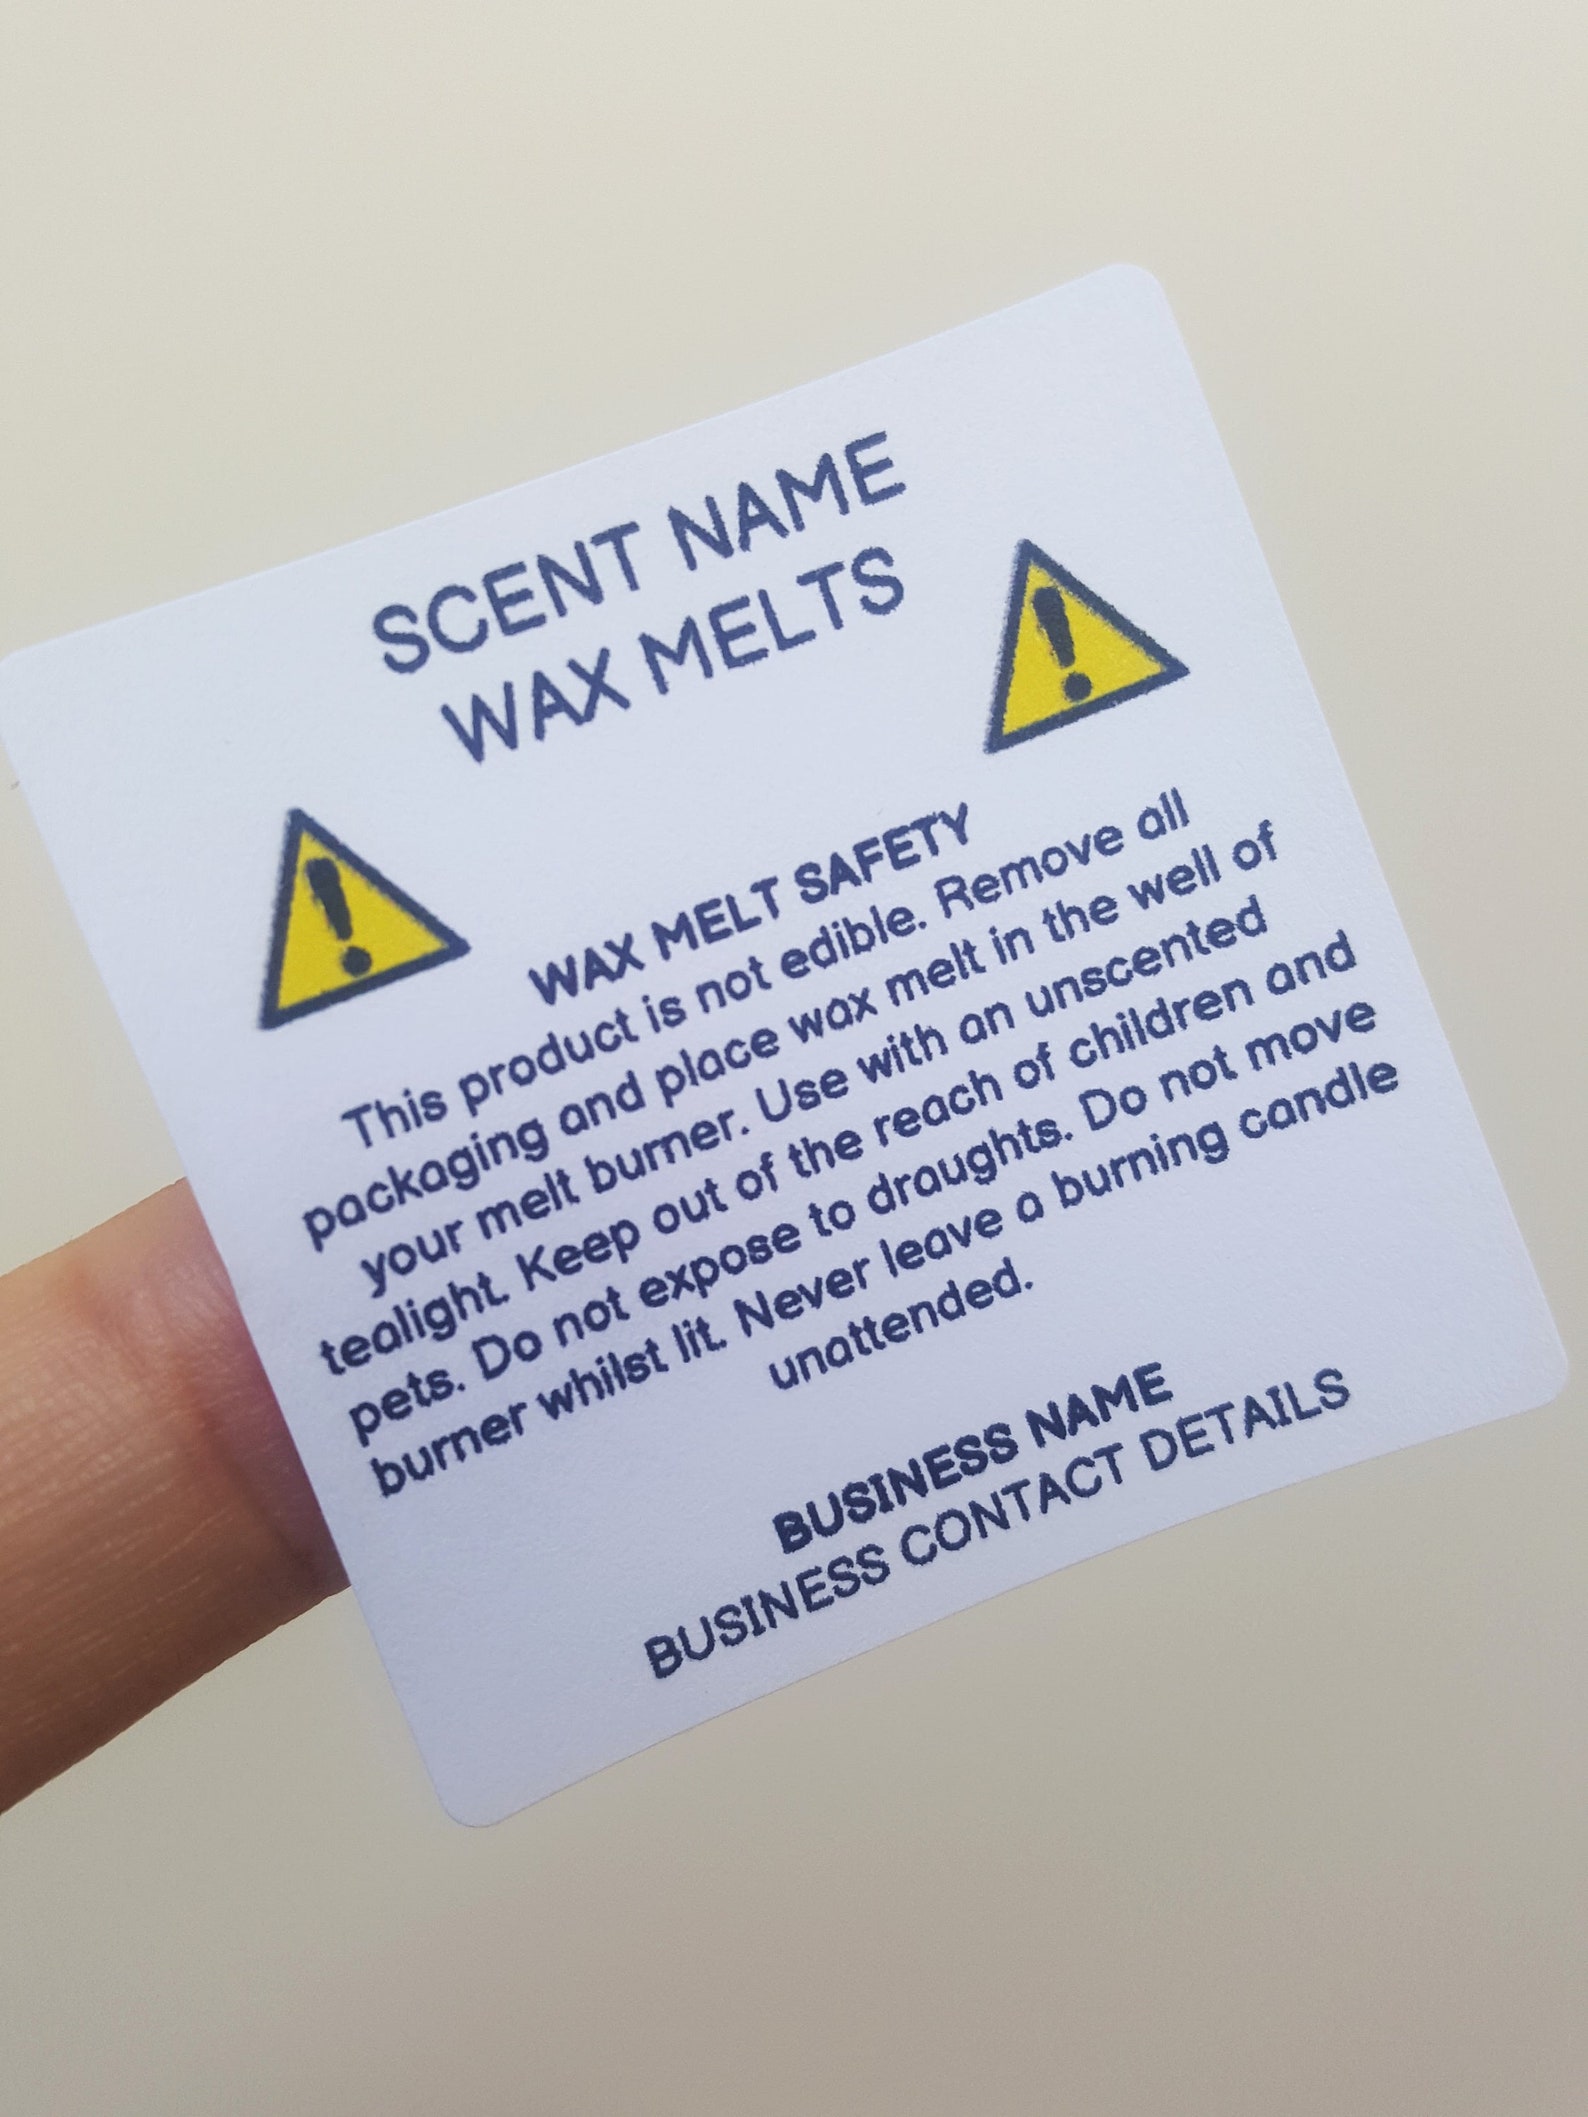 SCENT NAME
WAX MELTS
WAX MELT SAFETY
This product is not edible. Remove all
packaging and place wax melt in the well of
your melt burner. Use with an unscented
tealight. Keep out of the reach of children and
pets. Do not expose to draughts. Do not move
burner whilst lit. Never leave a burning candle
unattended.
BUSINESS NAME
BUSINESS CONTACT DETAILS